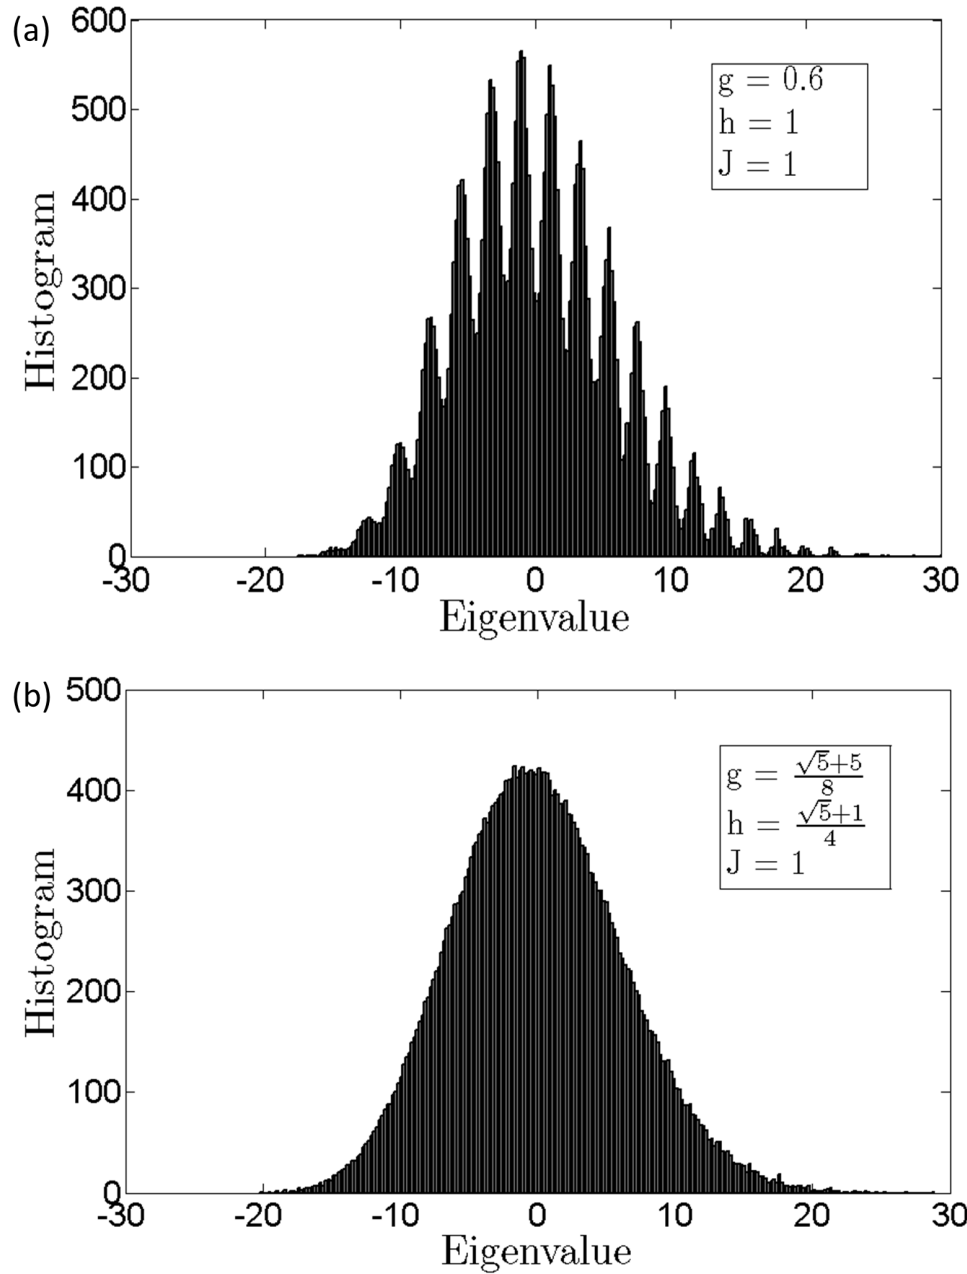 (a)
600
500
400
300
200
100
0
Histogram
g = 0.6
h = 1
J = 1
-30 -20 -10 0 10 20 30
Eigenvalue
(b)
500
400
300
200
100
0
Histogram
g = √5+5/8
h = √5+1/4
J = 1
-30 -20 -10 0 10 20 30
Eigenvalue